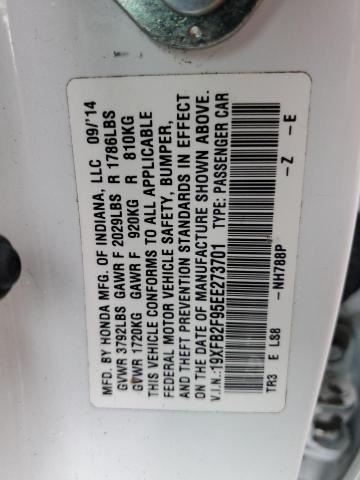 MFD. BY HONDA MFG. OF INDIANA, LLC 09/'14
GVWR 3792LBS GAWR F 2029LBS R 1786LBS
GVWR 1720KG GAWR F 920KG R 810KG
THIS VEHICLE CONFORMS TO ALL APPLICABLE
FEDERAL MOTOR VEHICLE SAFETY, BUMPER,
AND THEFT PREVENTION STANDARDS IN EFFECT
ON THE DATE OF MANUFACTURE SHOWN ABOVE.
V.I.N.:19XFB2F95EE273701 TYPE: PASSENGER CAR
TR3 E LS8 -NH788P -Z -E